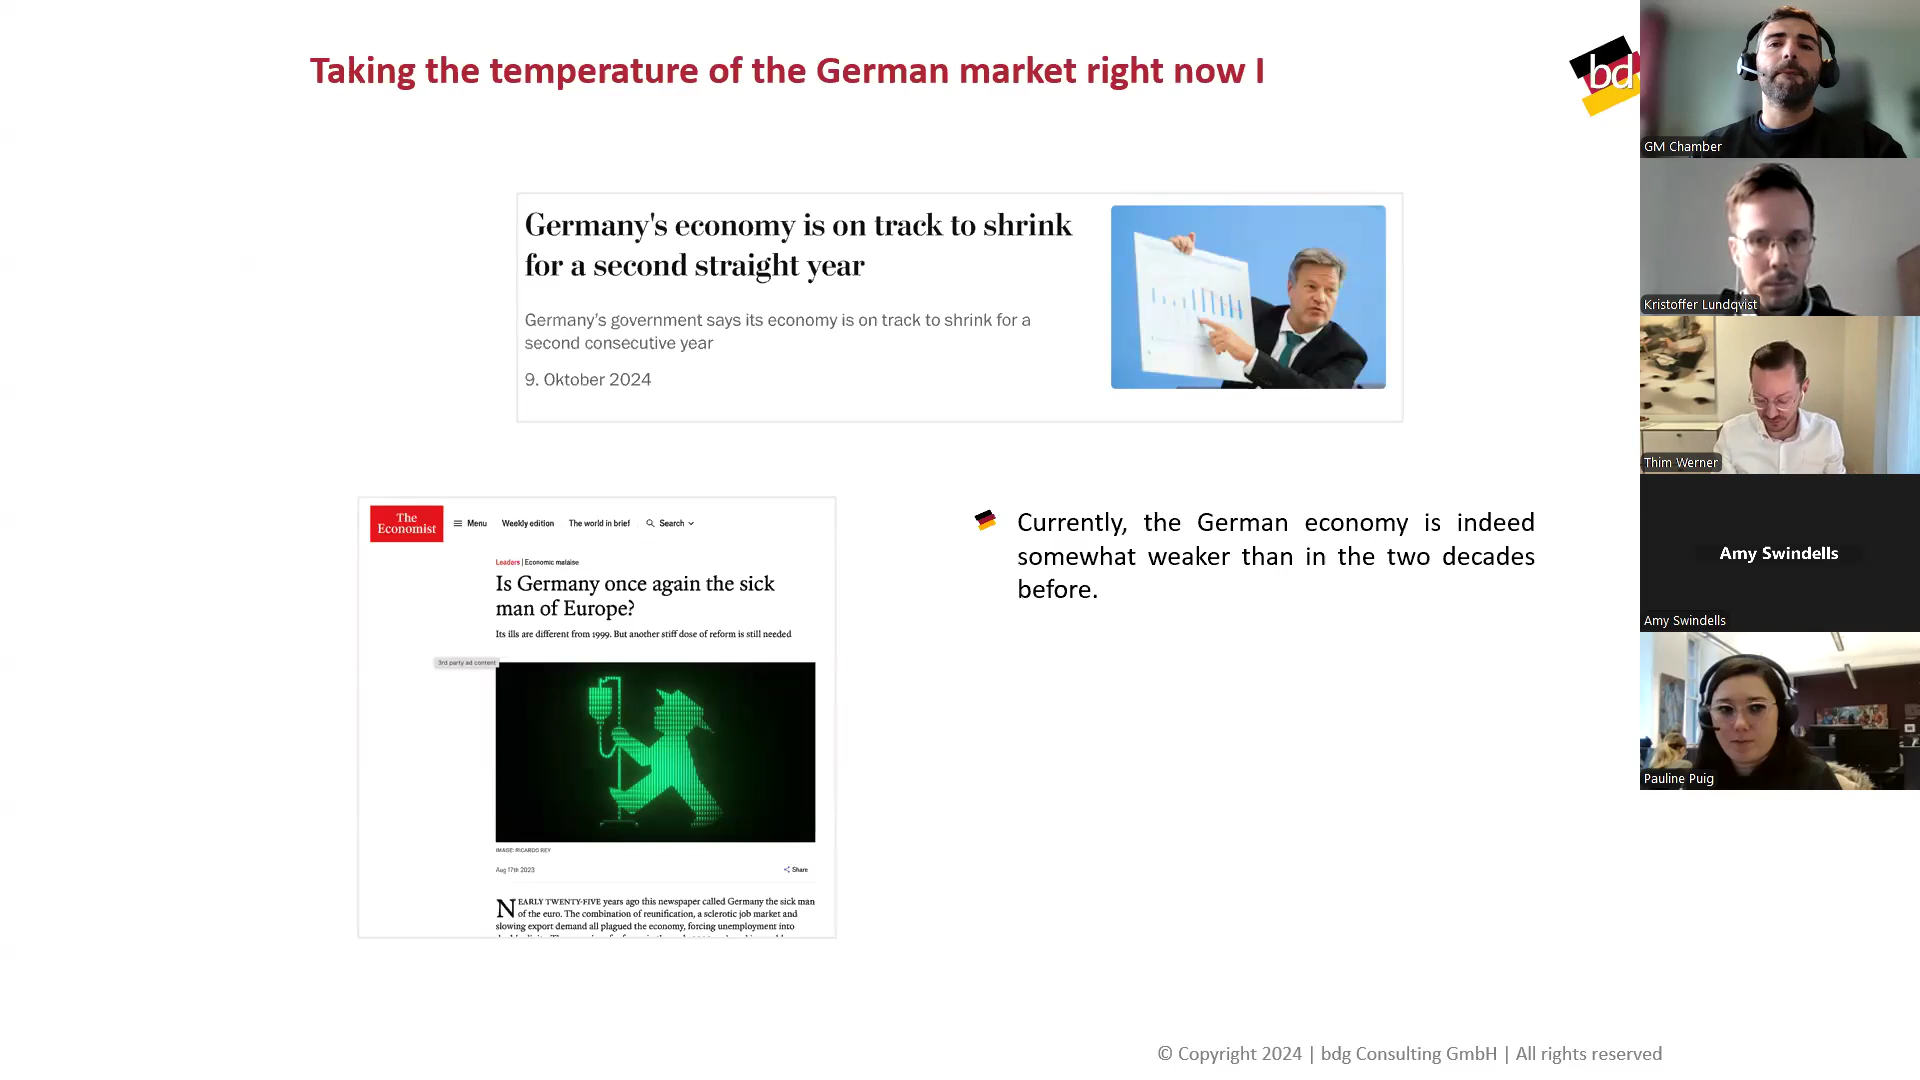 Taking the temperature of the German market right now I
bd
Germany's economy is on track to shrink
for a second straight year
Germany's government says its economy is on track to shrink for a
second consecutive year
9. Oktober 2024
The
Economist
Menu
Weekly edition
The world in brief
Search
Leaders | Economic malaise
Is Germany once again the sick
man of Europe?
Its ills are different from 1999. But another stiff dose of reform is still needed
3rd party ad content
IMAGE: RICARDO REY
Aug 17th 2023
Share
NEARLY TWENTY-FIVE years ago this newspaper called Germany the sick man
of the euro. The combination of reunification, a sclerotic job market and
slowing export demand all plagued the economy, forcing unemployment into
Currently, the German economy is indeed
somewhat weaker than in the two decades
before.
© Copyright 2024 | bdg Consulting GmbH | All rights reserved
GM Chamber
Kristoffer Lundqvist
Thim Werner
Amy Swindells
Amy Swindells
Pauline Puig